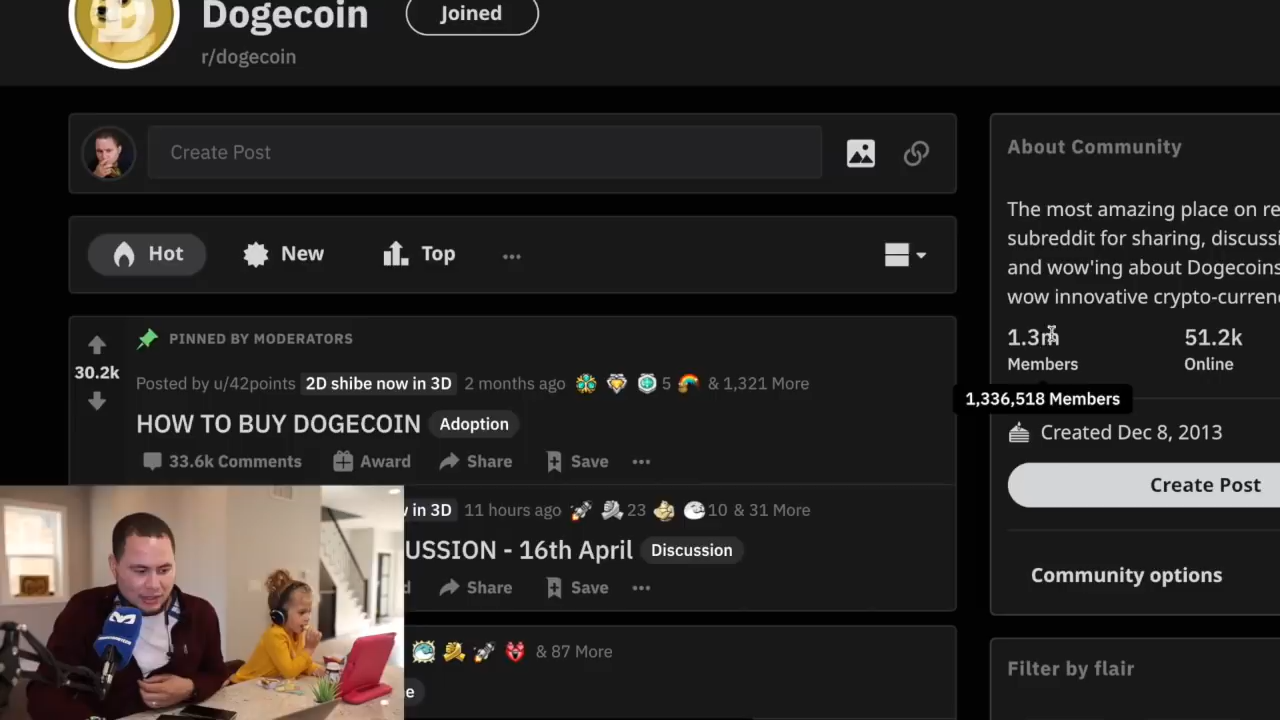 Dogecoin
Joined
r/dogecoin
Create Post
Hot
New
Top
...
PINNED BY MODERATORS
30.2k
Posted by u/42points 2D shibe now in 3D 2 months ago 5 & 1,321 More
HOW TO BUY DOGECOIN Adoption
33.6k Comments Award Share Save ...
in 3D 11 hours ago 23 10 & 31 More
USSION - 16th April Discussion
Share Save ...
& 87 More
About Community
The most amazing place on re
subreddit for sharing, discussi
and wow'ing about Dogecoins
wow innovative crypto-curren
1.3m 51.2k
Members Online
1,336,518 Members
Created Dec 8, 2013
Create Post
Community options
Filter by flair